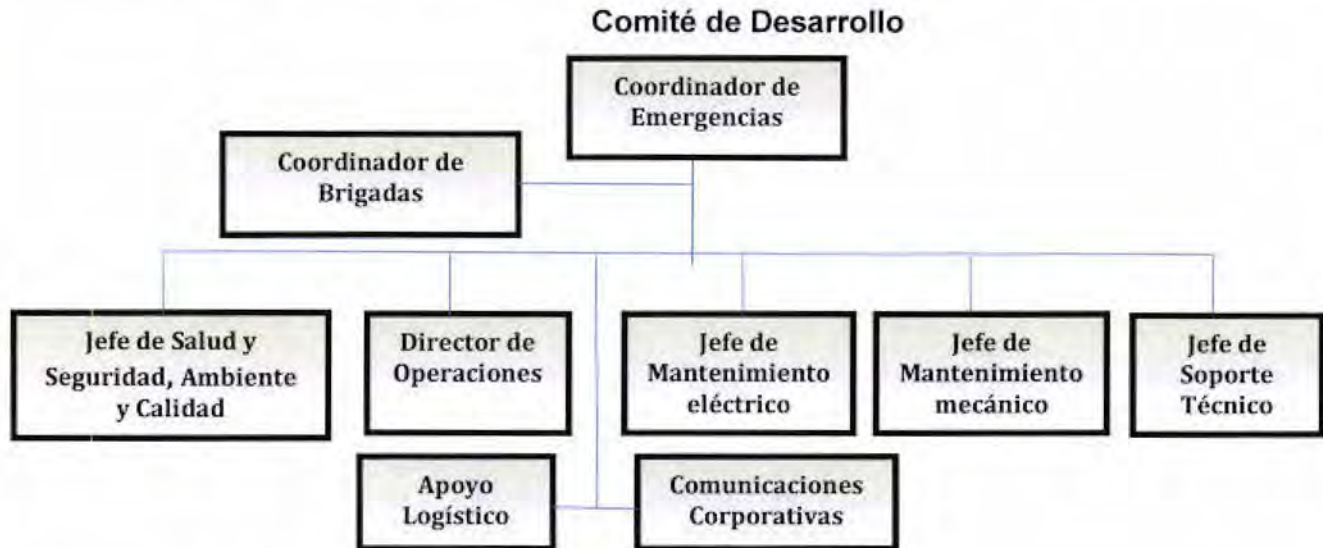 Comité de Desarrollo
Coordinador de
Emergencias
Coordinador de
Brigadas
Jefe de Salud y
Seguridad, Ambiente
y Calidad
Director de
Operaciones
Jefe de
Mantenimiento
eléctrico
Jefe de
Mantenimiento
mecánico
Jefe de
Soporte
Técnico
Apoyo
Logístico
Comunicaciones
Corporativas